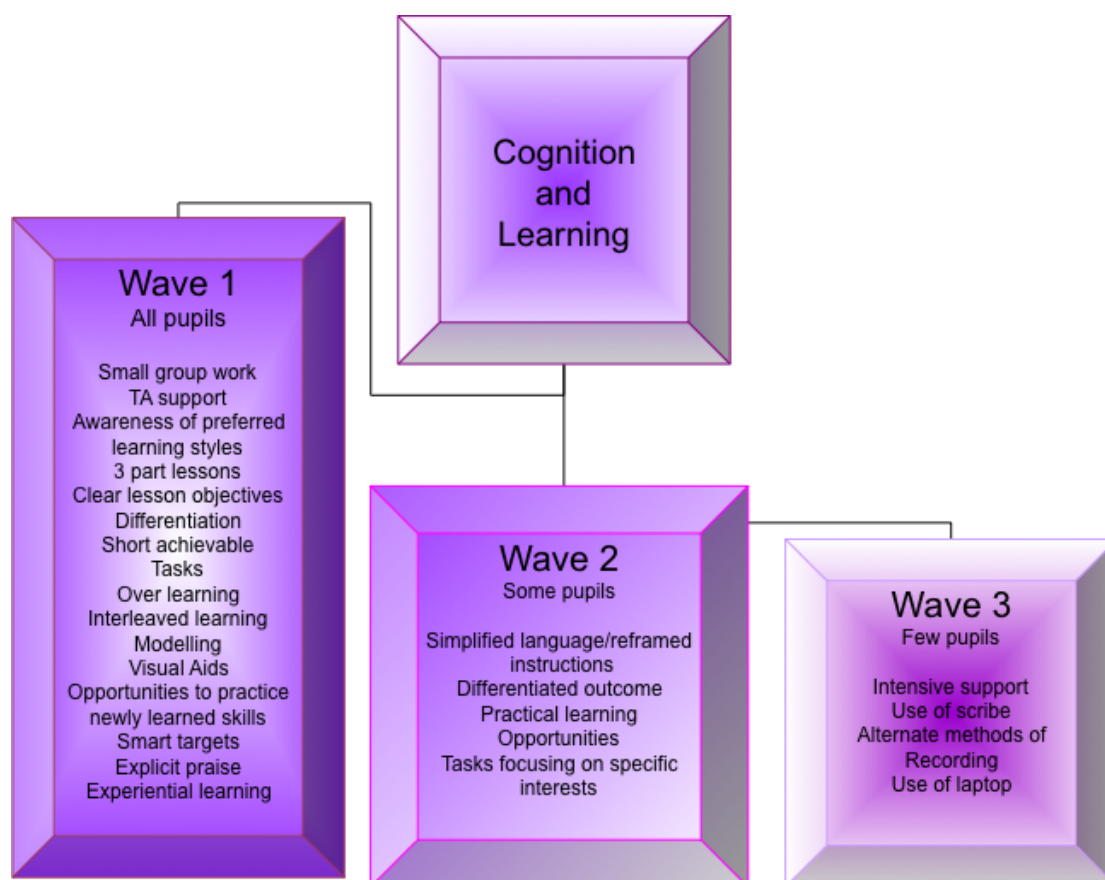 Cognition
and
Learning
Wave 1
All pupils
Small group work
TA support
Awareness of preferred
learning styles
3 part lessons
Clear lesson objectives
Differentiation
Short achievable
Tasks
Over learning
Interleaved learning
Modelling
Visual Aids
Opportunities to practice
newly learned skills
Smart targets
Explicit praise
Experiential learning
Wave 2
Some pupils
Simplified language/reframed
instructions
Differentiated outcome
Practical learning
Opportunities
Tasks focusing on specific
interests
Wave 3
Few pupils
Intensive support
Use of scribe
Alternate methods of
Recording
Use of laptop